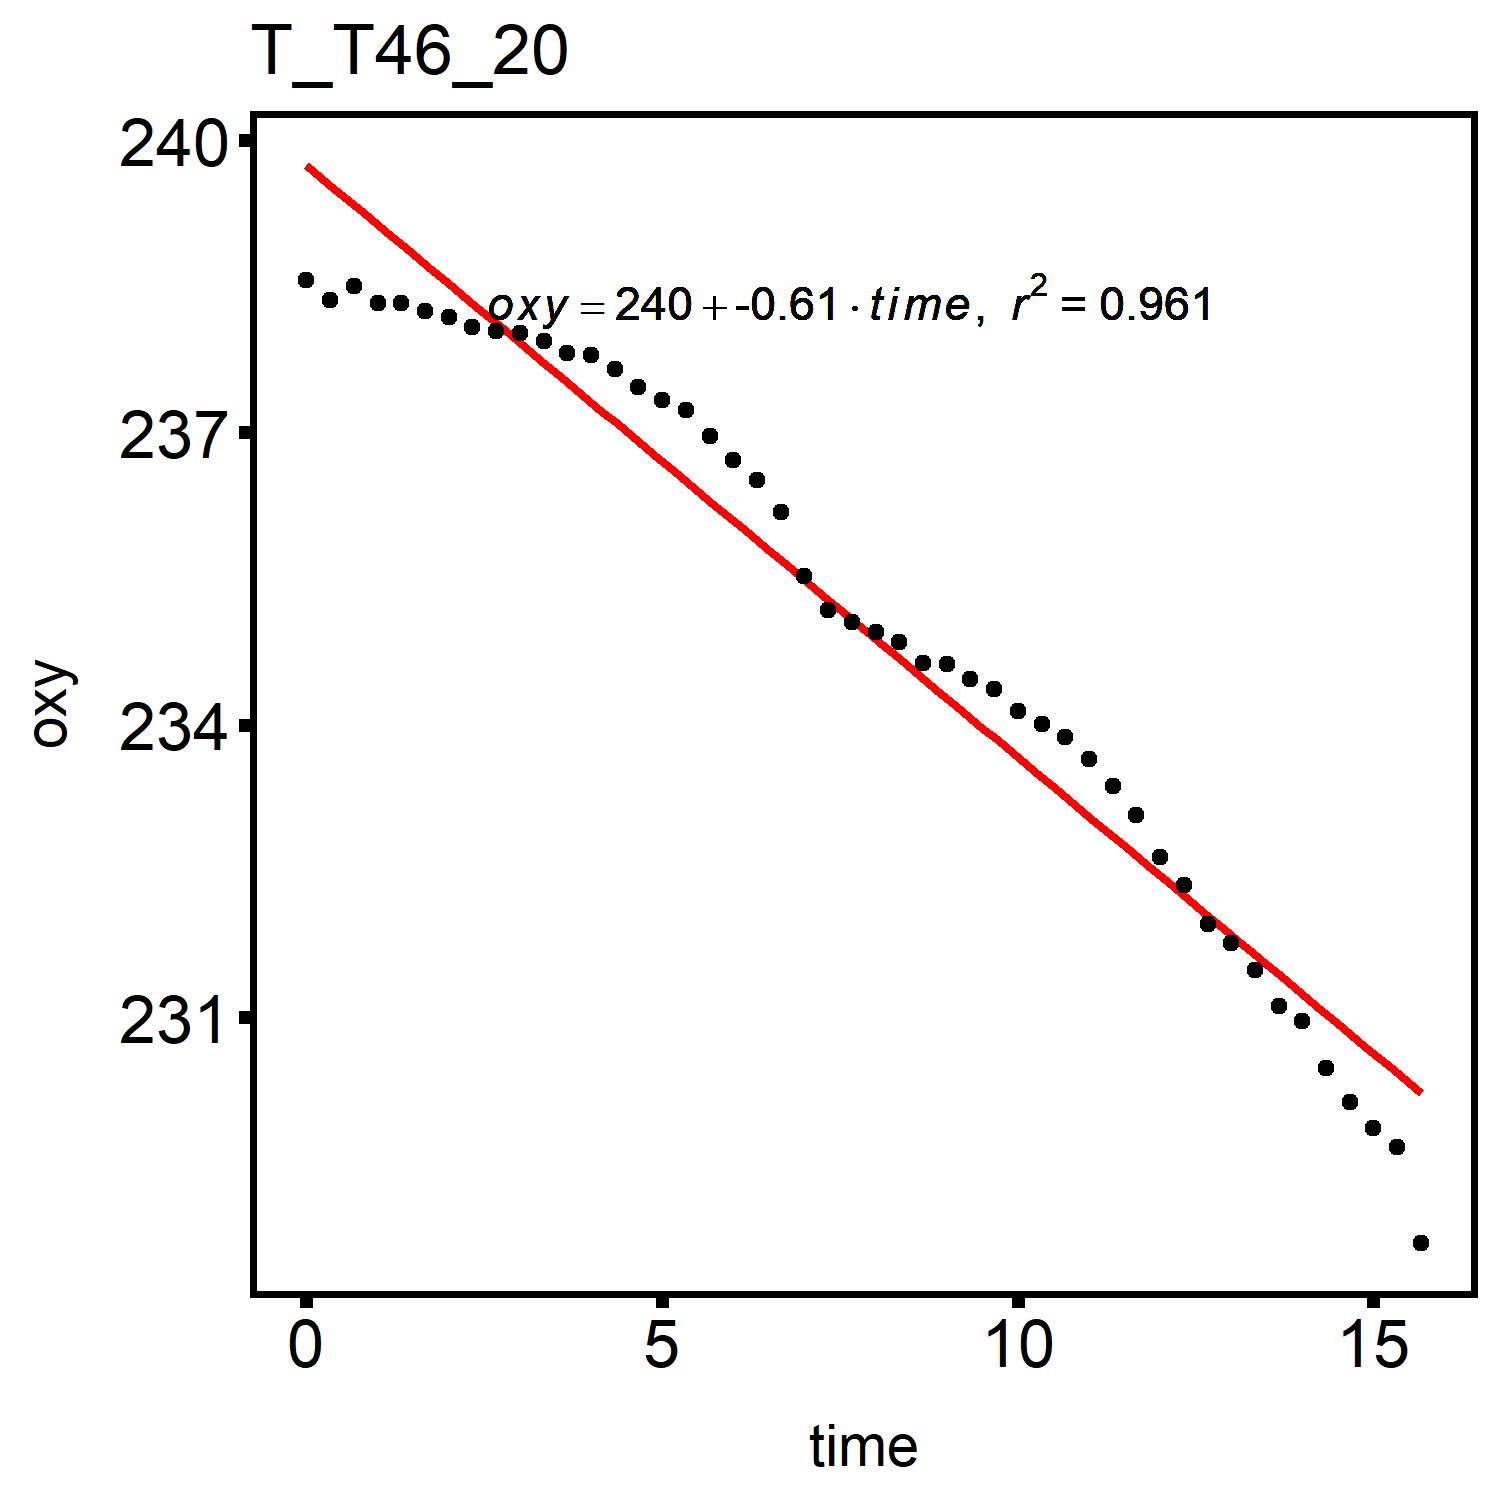 T_T46_20
240
oxy = 240 + -0.61 · time, r² = 0.961
237
oxy
234
231
0 5 10 15
time